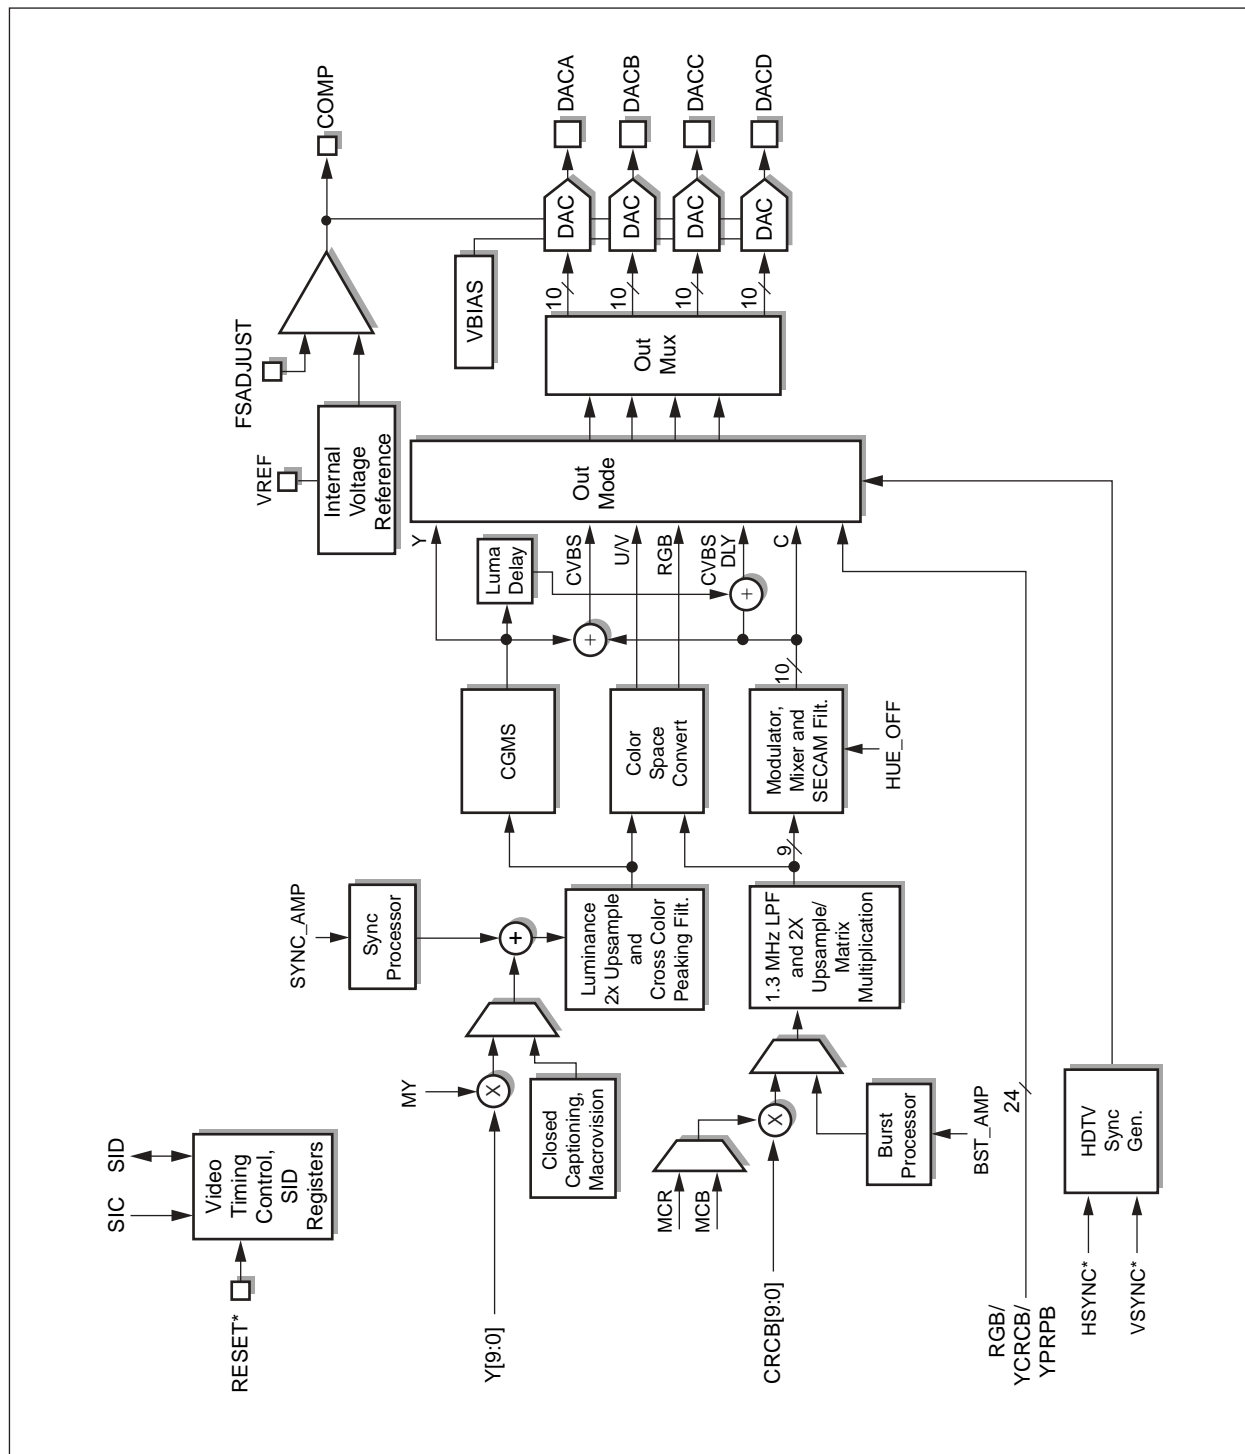 SIC
SID
Video
Timing
Control,
SID
Registers
RESET*
VREF
FSADJUST
COMP
Internal
Voltage
Reference
VBIAS
SYNC_AMP
Sync
Processor
MY
X
Y[9:0]
Closed
Captioning,
Macrovision
+
Luminance
2x Upsample
and
Cross Color
Peaking Filt.
CGMS
Luma
Delay
Y
CVBS
+
U/V
RGB
CVBS
DLY
+
C
Color
Space
Convert
Out
Mode
Out
Mux
10
10
10
10
DAC
DAC
DAC
DAC
DACA
DACB
DACC
DACD
MCR
MCB
X
CRCB[9:0]
Burst
Processor
BST_AMP
1.3 MHz LPF
and 2X
Upsample/
Matrix
Multiplication
9
Modulator,
Mixer and
SECAM Filt.
10
HUE_OFF
RGB/
YCRCB/
YPRPB
24
HSYNC*
VSYNC*
HDTV
Sync
Gen.